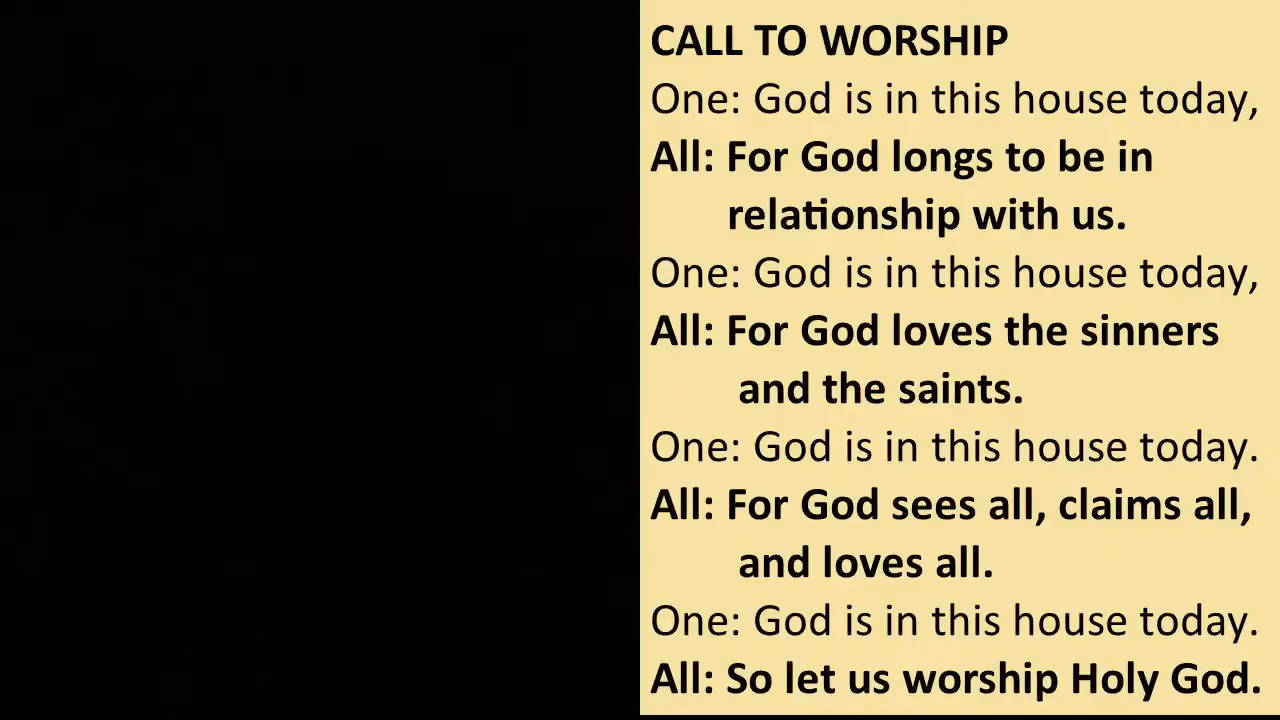 CALL TO WORSHIP
One: God is in this house today,
All: For God longs to be in
relationship with us.
One: God is in this house today,
All: For God loves the sinners
and the saints.
One: God is in this house today.
All: For God sees all, claims all,
and loves all.
One: God is in this house today.
All: So let us worship Holy God.